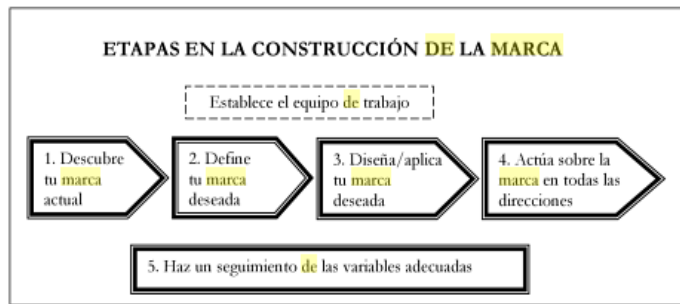 ETAPAS EN LA CONSTRUCCIÓN DE LA MARCA
Establece el equipo de trabajo
1. Descubre
tu marca
actual
2. Define
tu marca
deseada
3. Diseña/aplica
tu marca
deseada
4. Actúa sobre la
marca en todas las
direcciones
5. Haz un seguimiento de las variables adecuadas